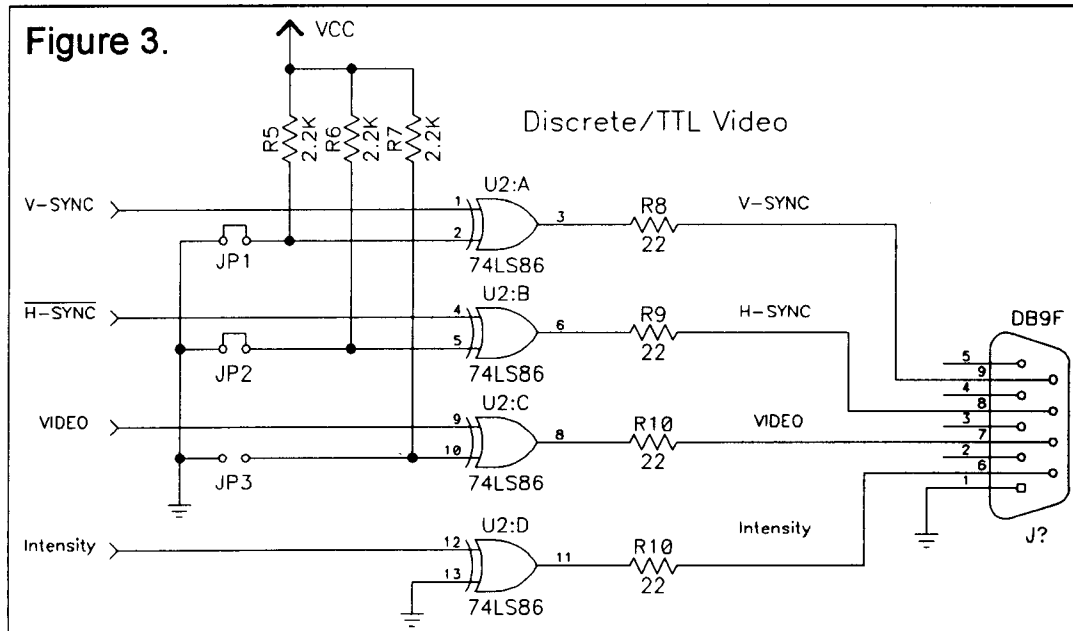 Figure 3.
VCC
R5
2.2K
R6
2.2K
R7
2.2K
Discrete/TTL Video
V-SYNC
1
2
U2:A
3
74LS86
R8
22
V-SYNC
JP1
H-SYNC
4
5
U2:B
6
74LS86
R9
22
H-SYNC
JP2
VIDEO
9
10
U2:C
8
74LS86
R10
22
VIDEO
JP3
Intensity
12
13
U2:D
11
74LS86
R10
22
Intensity
DB9F
5
9
4
8
3
7
2
6
1
J?